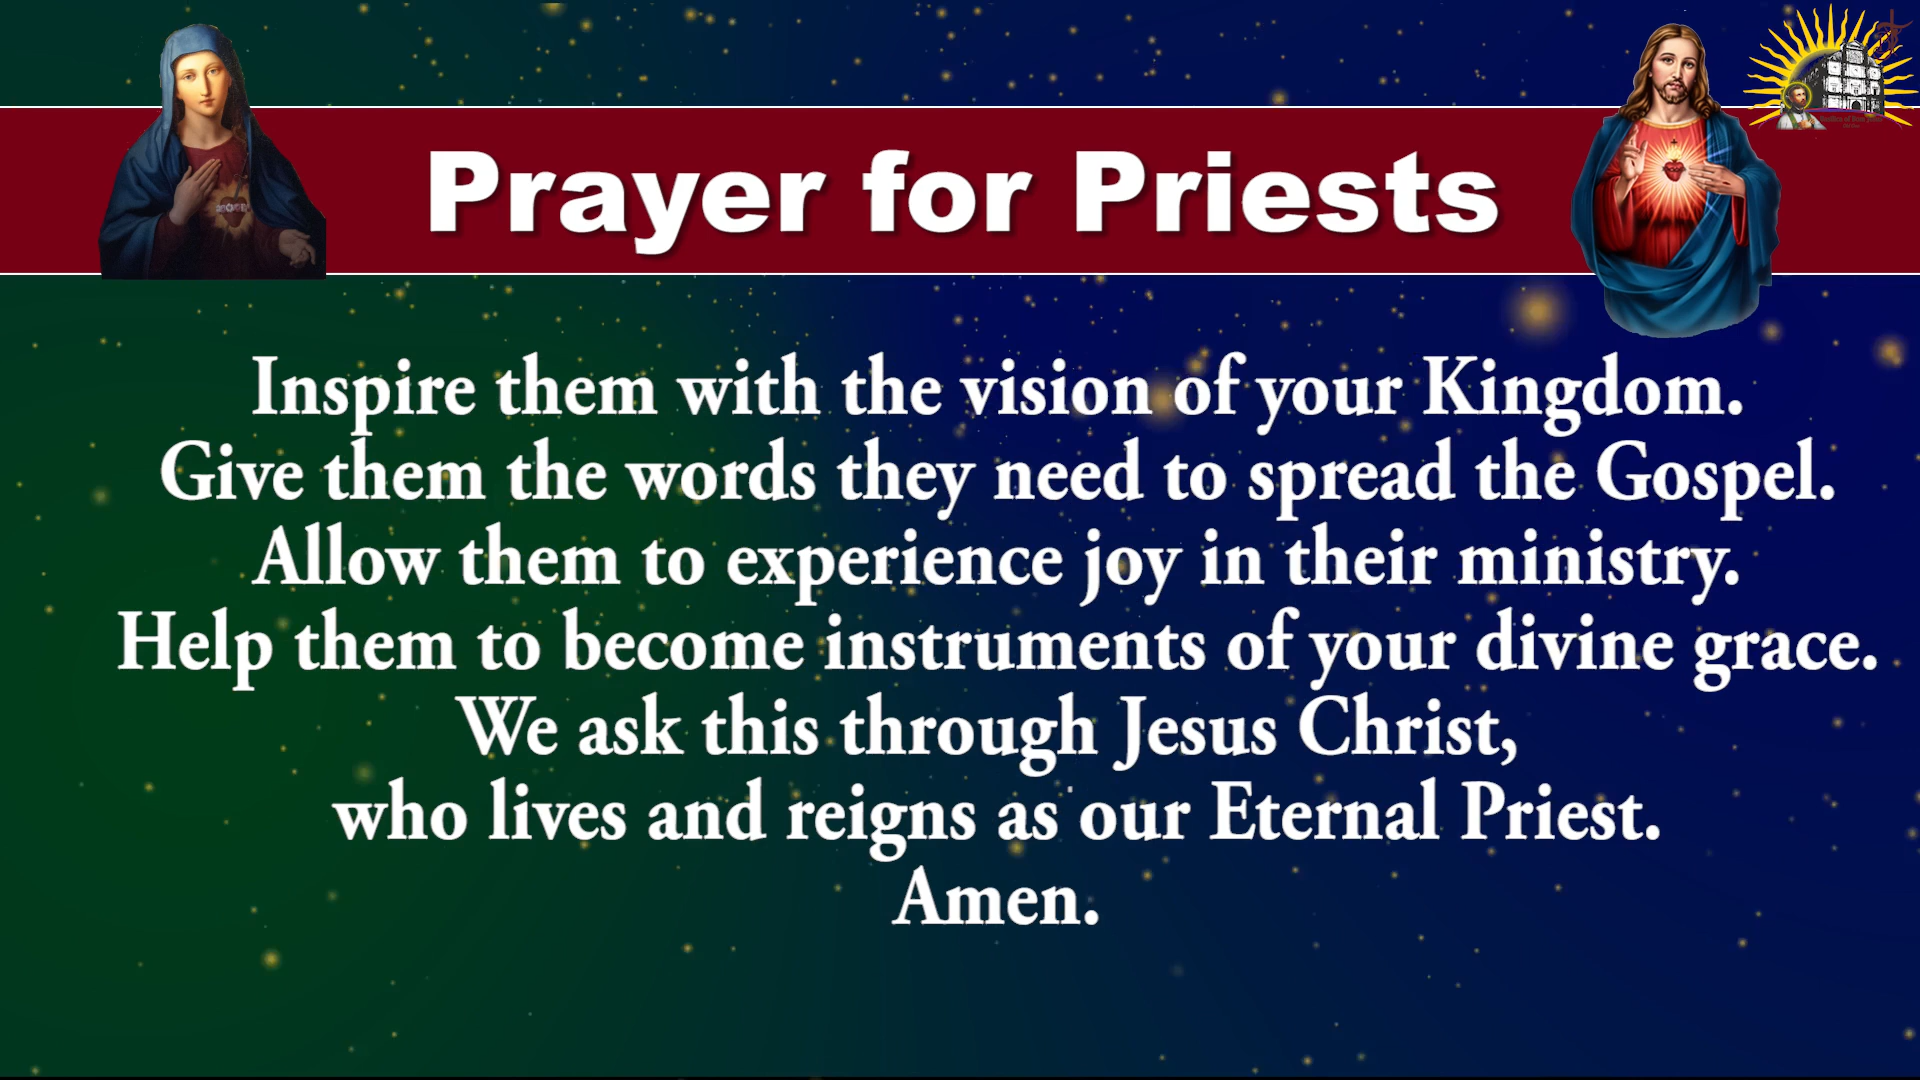 Prayer for Priests
Inspire them with the vision of your Kingdom.
Give them the words they need to spread the Gospel.
Allow them to experience joy in their ministry.
Help them to become instruments of your divine grace.
We ask this through Jesus Christ,
who lives and reigns as our Eternal Priest.
Amen.